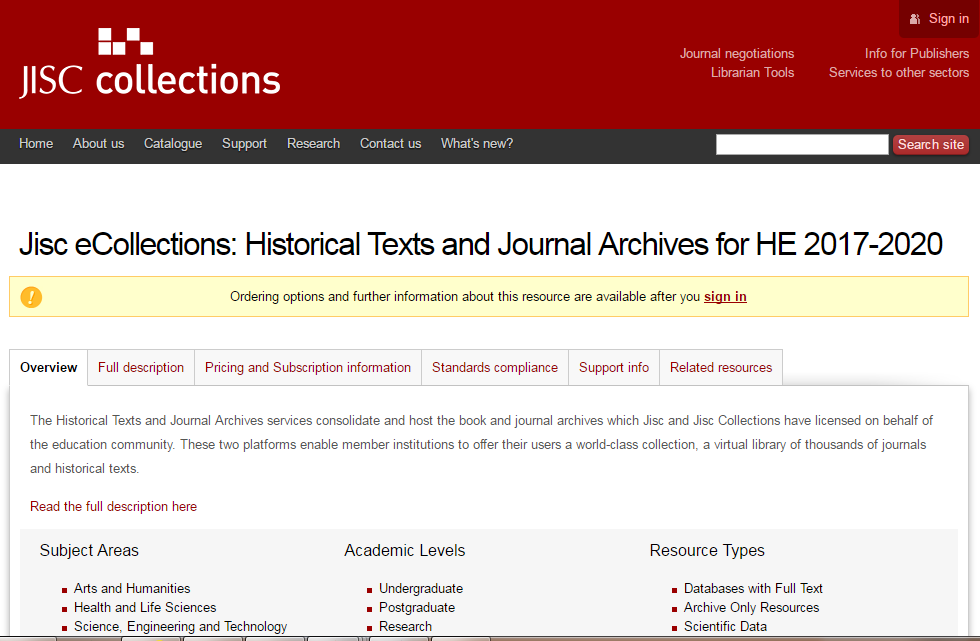 Sign in
Journal negotiations Info for Publishers
Librarian Tools Services to other sectors
JISC collections
Home About us Catalogue Support Research Contact us What's new? Search site
Jisc eCollections: Historical Texts and Journal Archives for HE 2017-2020
Ordering options and further information about this resource are available after you sign in
Overview Full description Pricing and Subscription information Standards compliance Support info Related resources
The Historical Texts and Journal Archives services consolidate and host the book and journal archives which Jisc and Jisc Collections have licensed on behalf of
the education community. These two platforms enable member institutions to offer their users a world-class collection, a virtual library of thousands of journals
and historical texts.
Read the full description here
Subject Areas Academic Levels Resource Types
Arts and Humanities Undergraduate Databases with Full Text
Health and Life Sciences Postgraduate Archive Only Resources
Science, Engineering and Technology Research Scientific Data